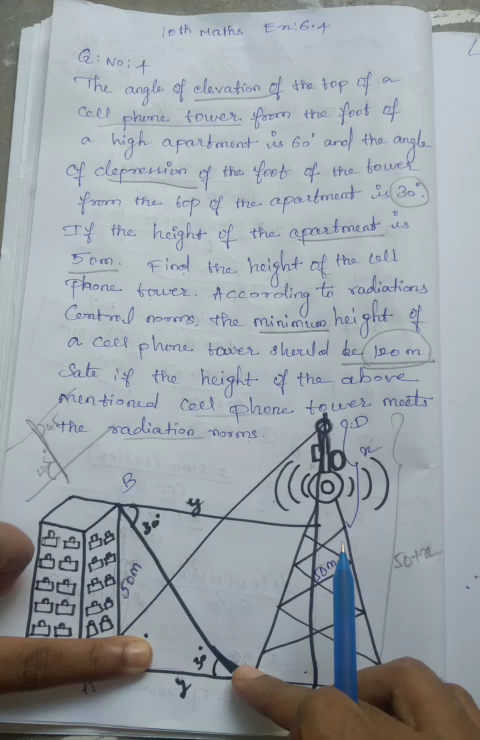 10th Maths Ex: 6.4
Q: No: 4
The angle of elevation of the top of a
cell phone tower from the foot of
a high apartment is 60° and the angle
of depression of the foot of the tower
from the top of the apartment is 30°.
If the height of the apartment is
50m. Find the height of the cell
Phone tower. According to radiations
Control norms, the minimum height of
a cell phone tower should be 120 m
Sate if the height of the above
mentioned cell phone tower meets
the radiation norms.
D
x
B
y
30°
50m
50m
50+x
30°
y